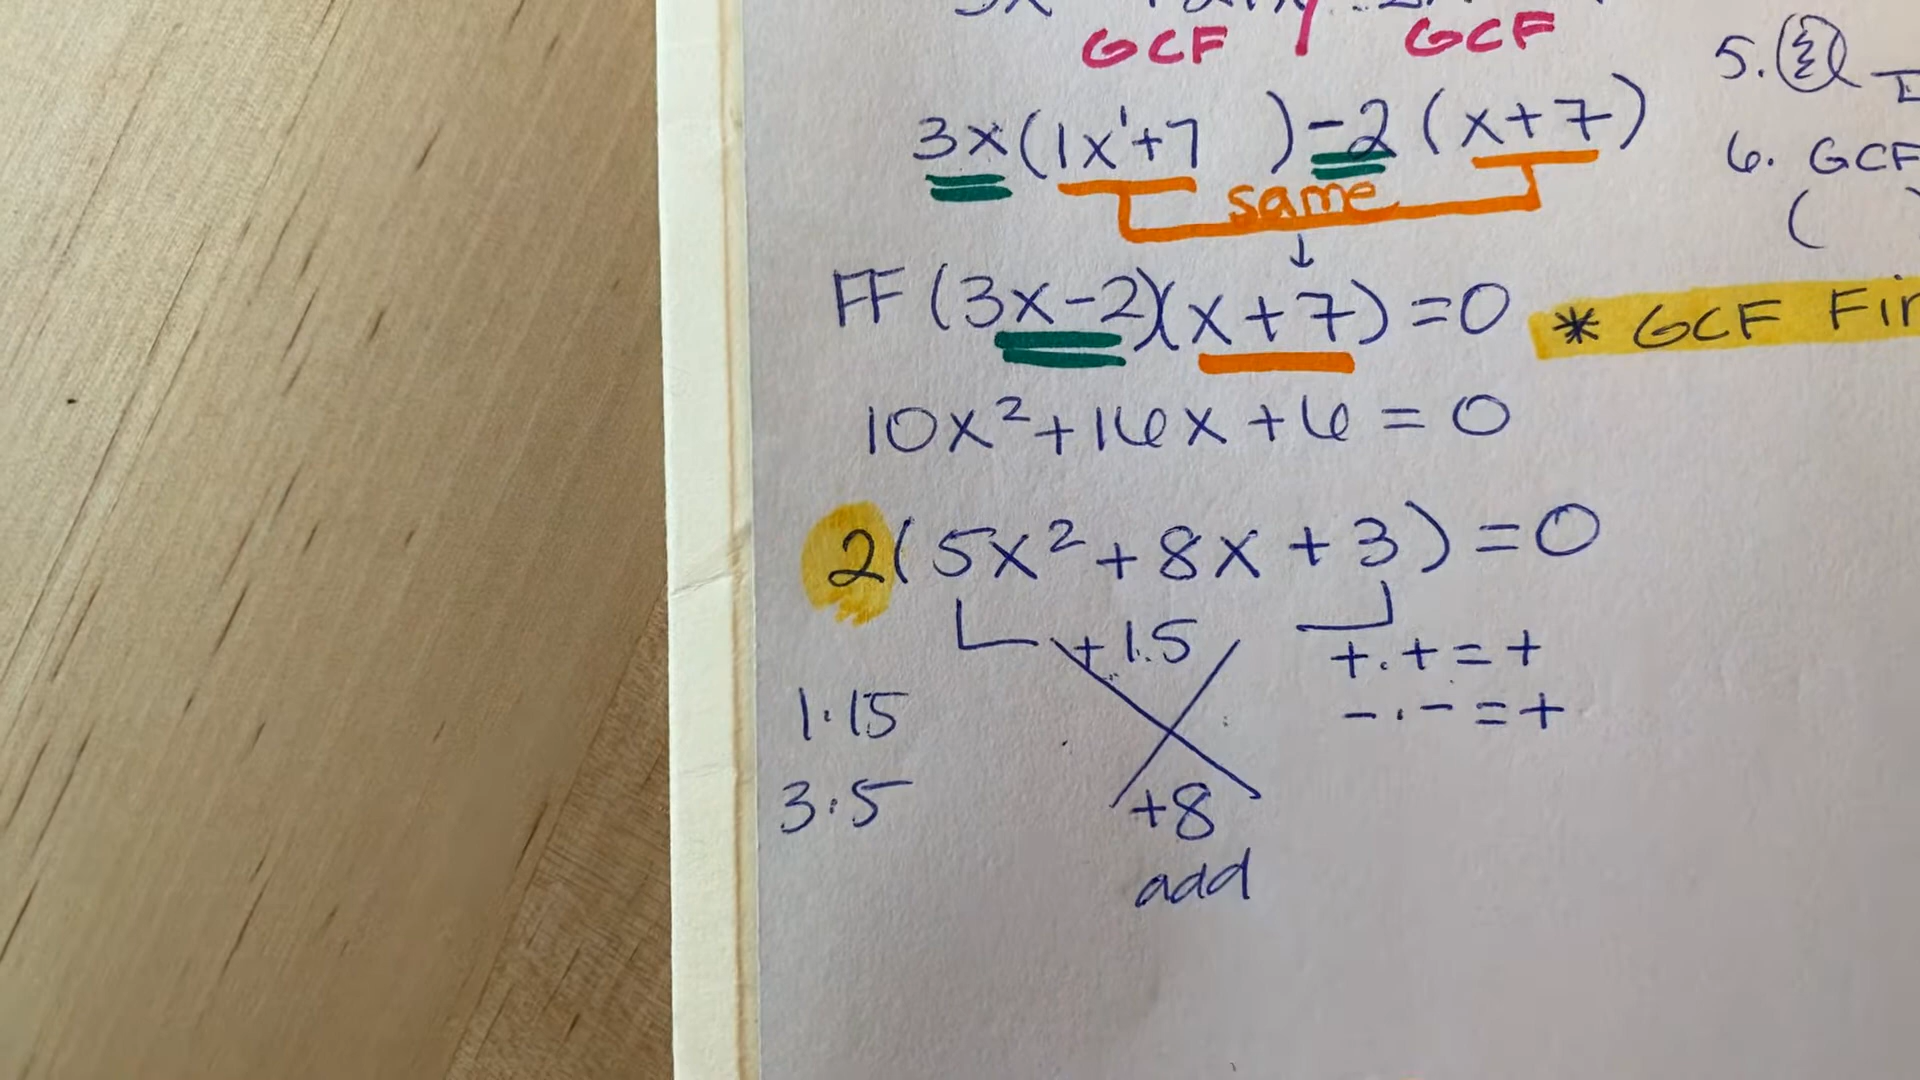 GCF GCF
3x(1x¹+7 )-2(x+7)
same
↓
FF (3x-2)(x+7)=0
* GCF Fir
10x²+16x+6=0
2(5x²+8x+3)=0
+15
+.+=+
-.-=+
1.15
3.5
+8
add
5.
6. GCF
( )